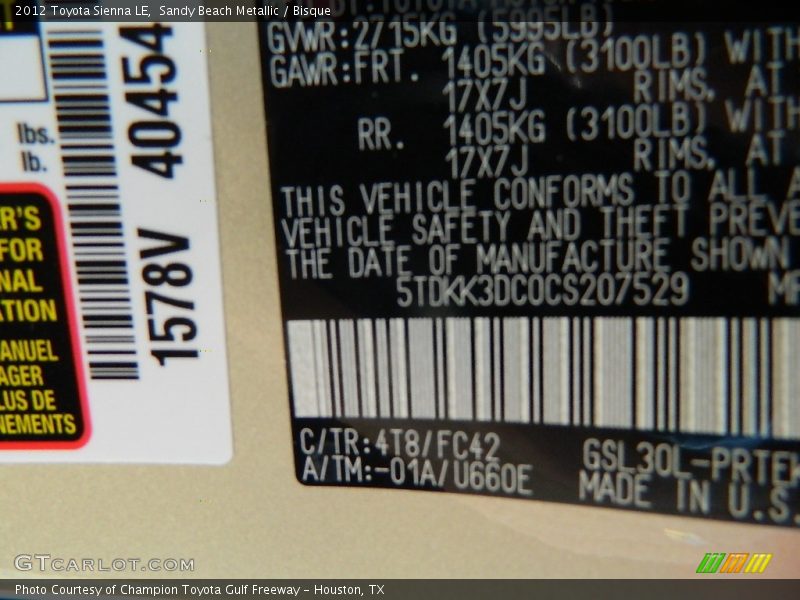 2012 Toyota Sienna LE, Sandy Beach Metallic / Bisque
GVWR:2715KG (5995LB)
GAWR:FRT. 1405KG (3100LB) WITH
17X7J RIMS, AT
RR. 1405KG (3100LB) WITH
17X7J RIMS, AT
THIS VEHICLE CONFORMS TO ALL A
VEHICLE SAFETY AND THEFT PREVE
THE DATE OF MANUFACTURE SHOWN
5TDKK3DC0CS207529
C/TR:4T8/FC42
A/TM:-01A/U660E
GSL30L-PRTE
MADE IN U.S.
lbs.
lb.
1578V 40454
ER'S
FOR
NAL
ATION
ANUEL
AGER
LUS DE
NEMENTS
GTCARLOT.COM
Photo Courtesy of Champion Toyota Gulf Freeway – Houston, TX